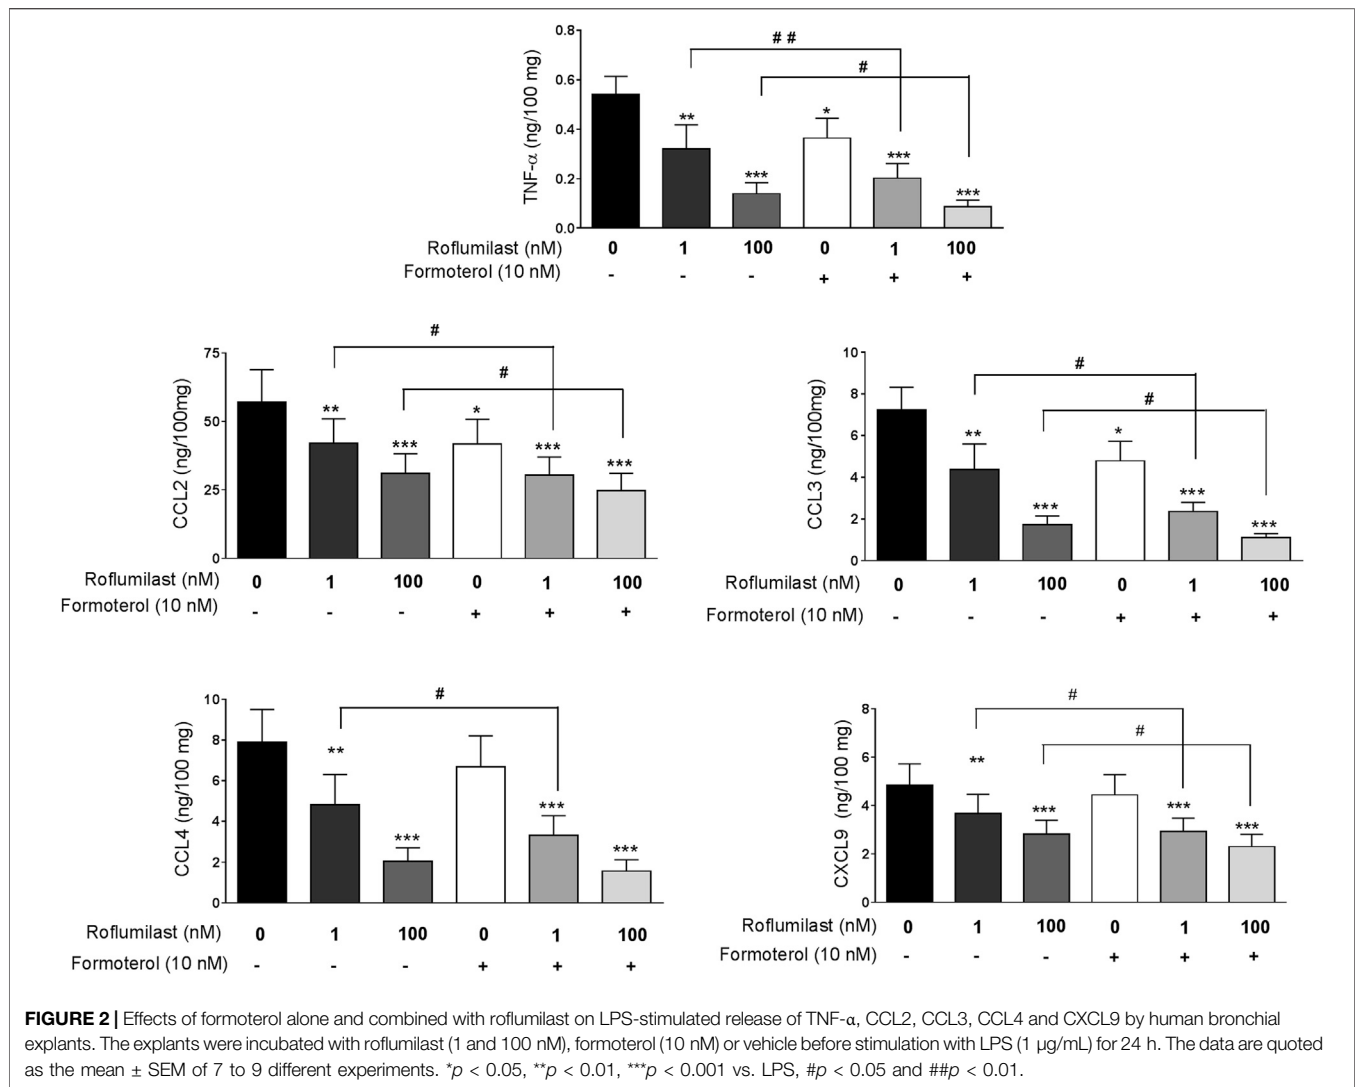 TNF-α (ng/100 mg)
0.8
0.6
0.4
0.2
0.0
# #
#
** *** * *** ***
Roflumilast (nM) 0 1 100 0 1 100
Formoterol (10 nM) - - - + + +
CCL2 (ng/100mg)
75
50
25
0
#
#
** *** * *** ***
Roflumilast (nM) 0 1 100 0 1 100
Formoterol (10 nM) - - - + + +
CCL3 (ng/100mg)
10
8
6
4
2
0
#
#
** *** * *** ***
Roflumilast (nM) 0 1 100 0 1 100
Formoterol (10 nM) - - - + + +
CCL4 (ng/100 mg)
10
8
6
4
2
0
#
** *** *** ***
Roflumilast (nM) 0 1 100 0 1 100
Formoterol (10 nM) - - - + + +
CXCL9 (ng/100 mg)
8
6
4
2
0
#
#
** *** *** ***
Roflumilast (nM) 0 1 100 0 1 100
Formoterol (10 nM) - - - + + +
FIGURE 2 | Effects of formoterol alone and combined with roflumilast on LPS-stimulated release of TNF-α, CCL2, CCL3, CCL4 and CXCL9 by human bronchial
explants. The explants were incubated with roflumilast (1 and 100 nM), formoterol (10 nM) or vehicle before stimulation with LPS (1 µg/mL) for 24 h. The data are quoted
as the mean ± SEM of 7 to 9 different experiments. *p < 0.05, **p < 0.01, ***p < 0.001 vs. LPS, #p < 0.05 and ##p < 0.01.